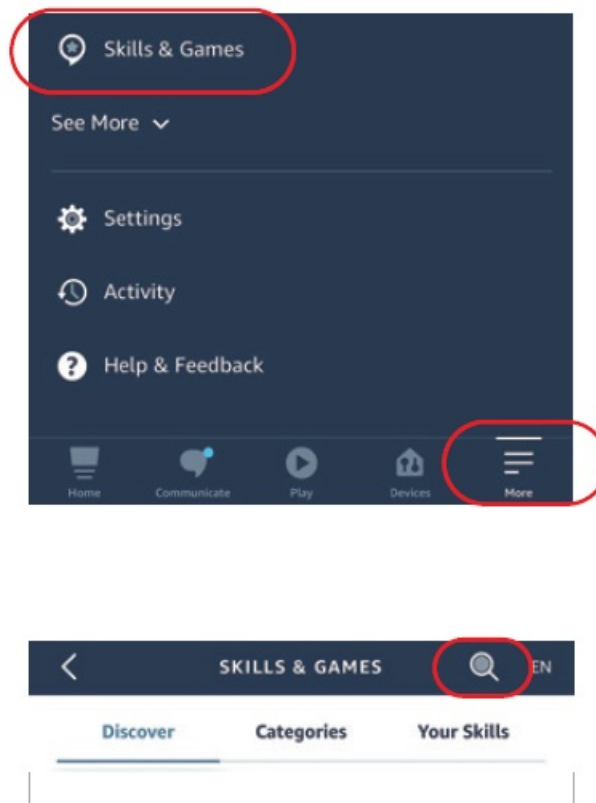 Skills & Games
See More
Settings
Activity
Help & Feedback
Home Communicate Play Devices More
SKILLS & GAMES EN
Discover Categories Your Skills